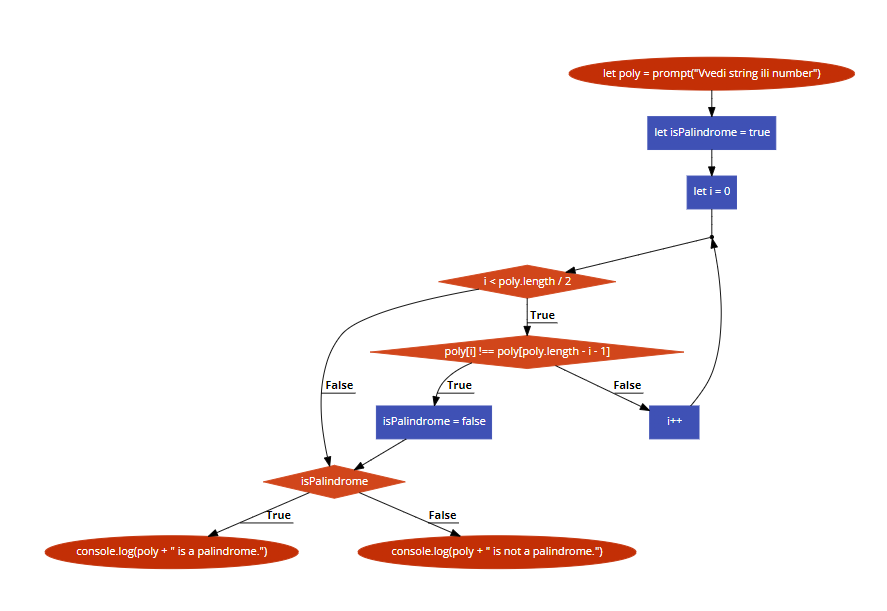 let poly = prompt("Vvedi string ili number")
let isPalindrome = true
let i = 0
i < poly.length / 2
True
poly[i] !== poly[poly.length - i - 1]
False
True
False
isPalindrome = false
i++
isPalindrome
True
False
console.log(poly + " is a palindrome.")
console.log(poly + " is not a palindrome.")